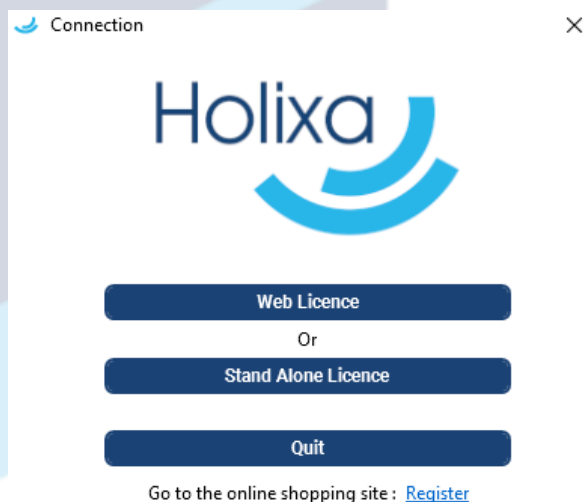 Connection
Holixa
Web Licence
Or
Stand Alone Licence
Quit
Go to the online shopping site : Register